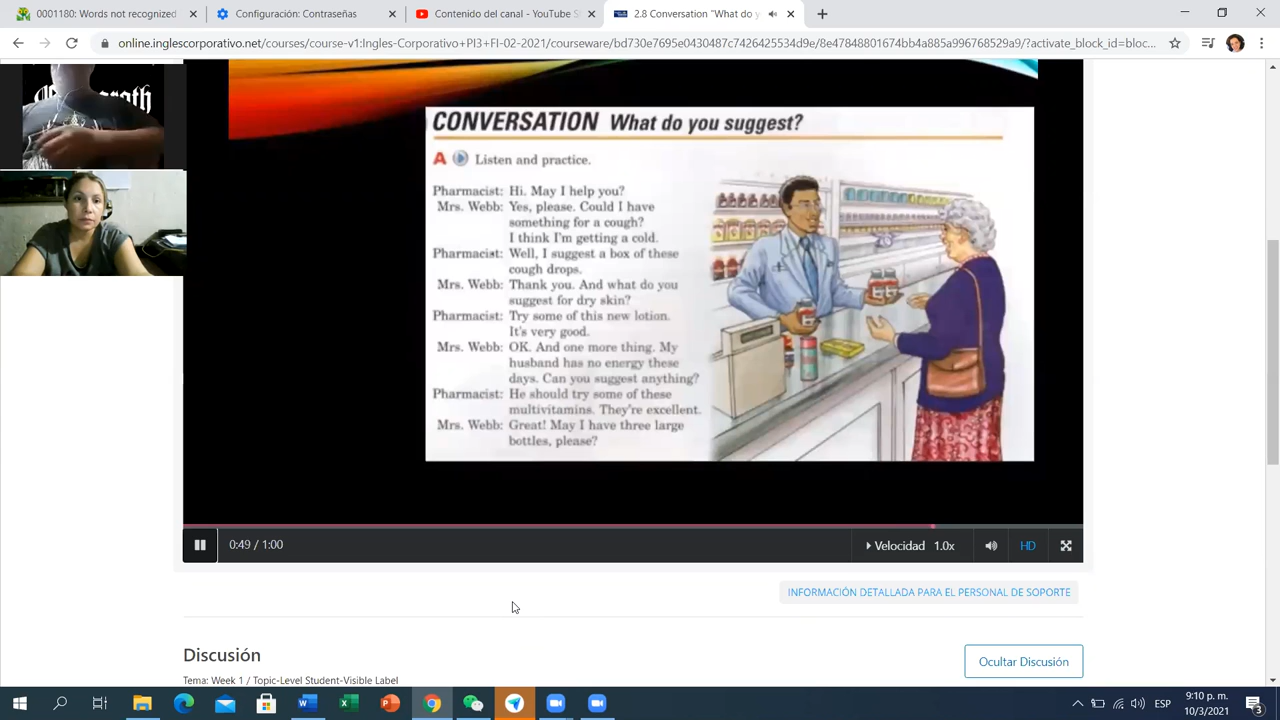 0001180: Words not recognized
Configuración: Contraseña
Contenido del canal - YouTube S
2.8 Conversation "What do y
online.inglescorporativo.net/courses/course-v1:Ingles-Corporativo+PI3+FI-02-2021/courseware/bd730e7695e0430487c7426425534d9e/8e47848801674bb4a885a996768529a9/?activate_block_id=bloc...
CONVERSATION What do you suggest?
A Listen and practice.
Pharmacist: Hi. May I help you?
Mrs. Webb: Yes, please. Could I have
something for a cough?
I think I'm getting a cold.
Pharmacist: Well, I suggest a box of these
cough drops.
Mrs. Webb: Thank you. And what do you
suggest for dry skin?
Pharmacist: Try some of this new lotion.
It's very good.
Mrs. Webb: OK. And one more thing. My
husband has no energy these
days. Can you suggest anything?
Pharmacist: He should try some of these
multivitamins. They're excellent.
Mrs. Webb: Great! May I have three large
bottles, please?
0:49 / 1:00
Velocidad 1.0x
HD
INFORMACIÓN DETALLADA PARA EL PERSONAL DE SOPORTE
Discusión
Ocultar Discusión
Tema: Week 1 / Topic-Level Student-Visible Label
ESP
9:10 p. m.
10/3/2021
3